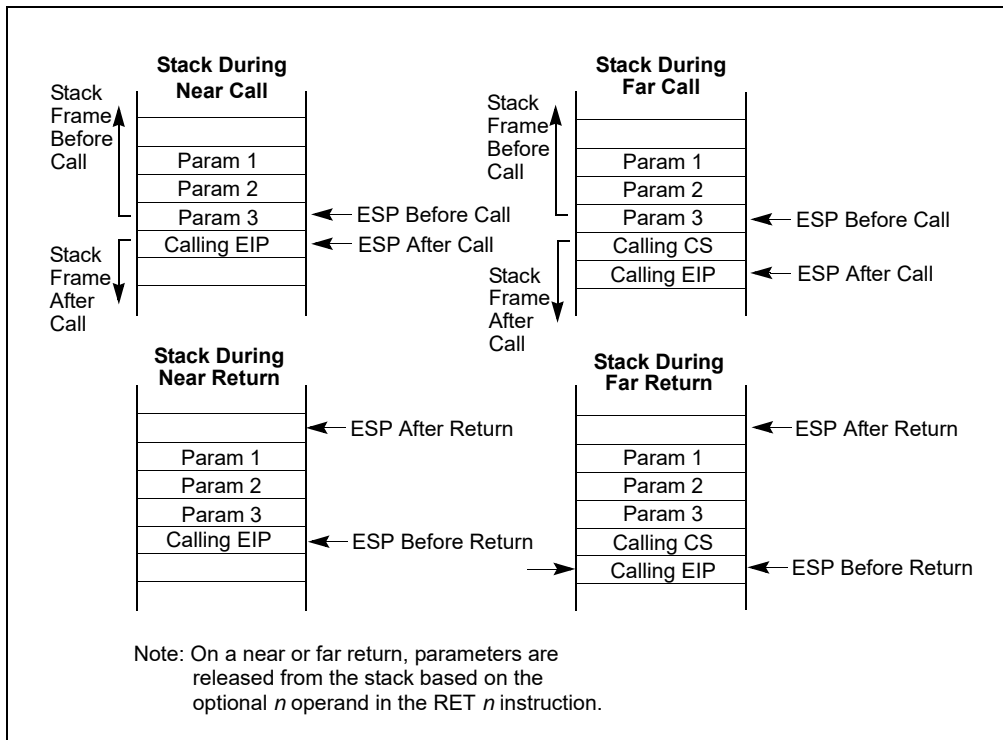 Stack During
Near Call
Stack
Frame
Before
Call
Param 1
Param 2
Param 3
ESP Before Call
Calling EIP
ESP After Call
Stack
Frame
After
Call
Stack During
Far Call
Stack
Frame
Before
Call
Param 1
Param 2
Param 3
ESP Before Call
Calling CS
Calling EIP
ESP After Call
Stack
Frame
After
Call
Stack During
Near Return
ESP After Return
Param 1
Param 2
Param 3
Calling EIP
ESP Before Return
Stack During
Far Return
ESP After Return
Param 1
Param 2
Param 3
Calling CS
Calling EIP
ESP Before Return
Note: On a near or far return, parameters are
released from the stack based on the
optional n operand in the RET n instruction.